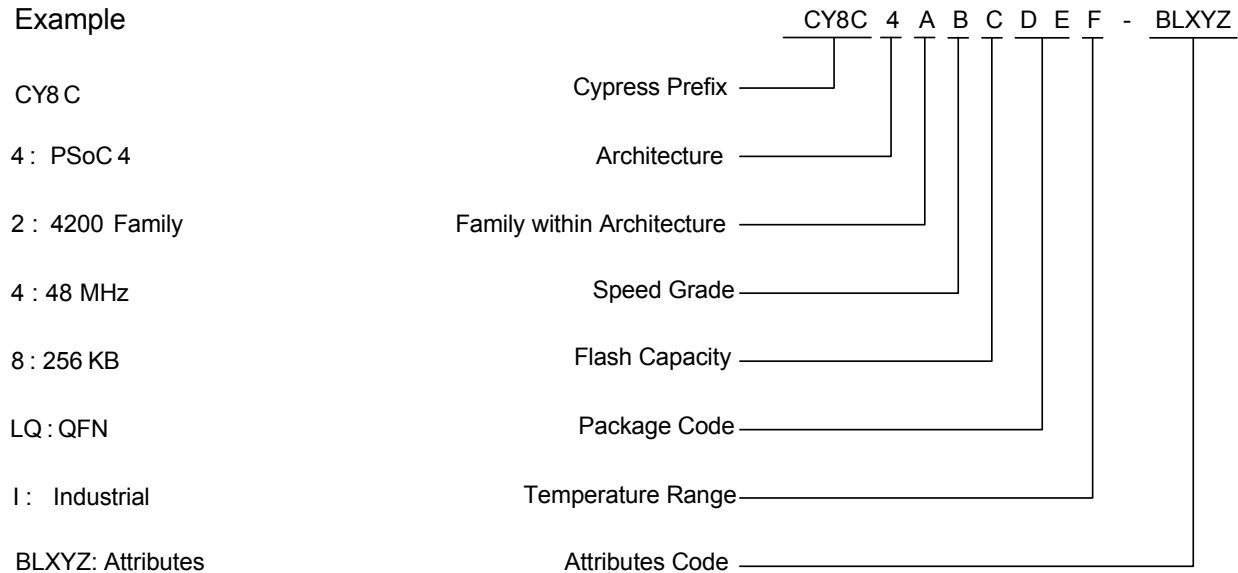 Example CY8C 4 A B C D E F - BLXYZ
CY8 C Cypress Prefix
4 : PSoC 4 Architecture
2 : 4200 Family Family within Architecture
4 : 48 MHz Speed Grade
8 : 256 KB Flash Capacity
LQ : QFN Package Code
I : Industrial Temperature Range
BLXYZ: Attributes Attributes Code